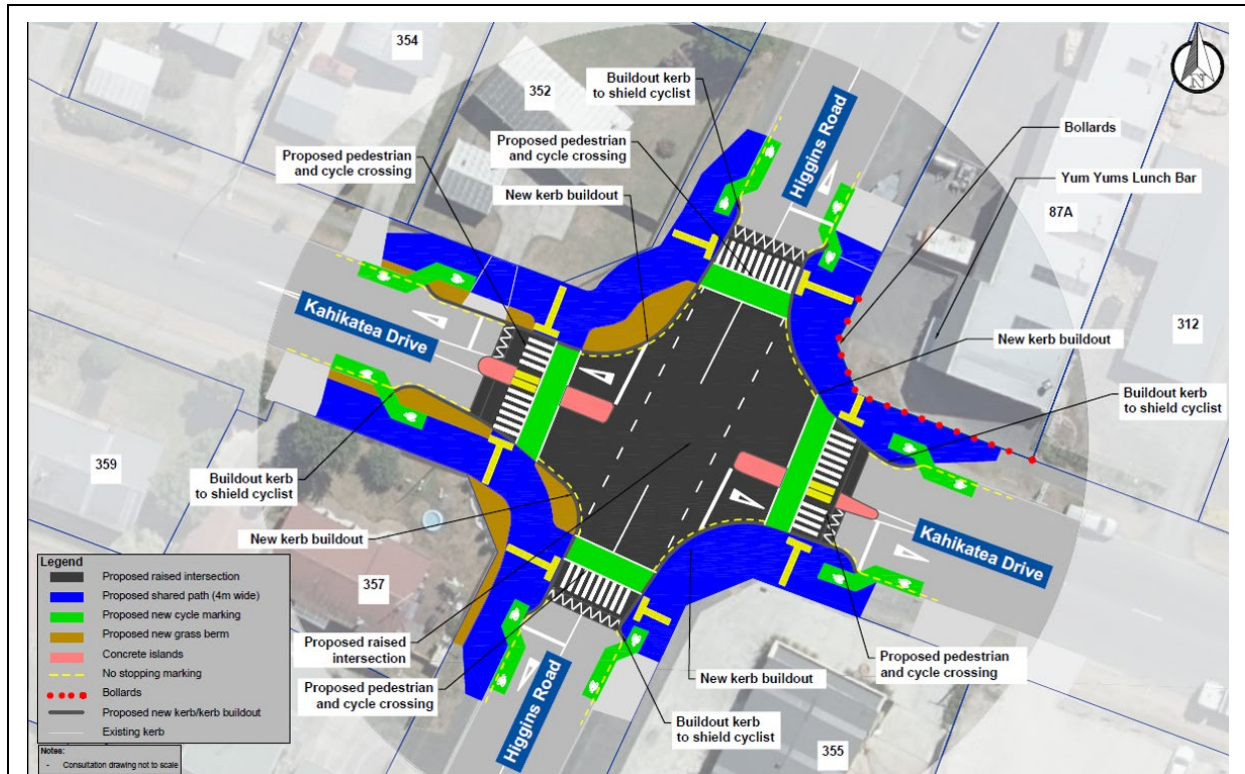 354
352
Buildout kerb
to shield cyclist
Proposed pedestrian
and cycle crossing
Proposed pedestrian
and cycle crossing
New kerb buildout
Higgins Road
N
Bollards
Yum Yums Lunch Bar
87A
312
Kahikatea Drive
New kerb buildout
Buildout kerb
to shield cyclist
359
Buildout kerb
to shield cyclist
New kerb buildout
357
Kahikatea Drive
Proposed raised
intersection
Proposed pedestrian
and cycle crossing
Higgins Road
New kerb buildout
Proposed pedestrian
and cycle crossing
Buildout kerb
to shield cyclist
355
Legend
Proposed raised intersection
Proposed shared path (4m wide)
Proposed new cycle marking
Proposed new grass berm
Concrete islands
No stopping marking
Bollards
Proposed new kerb/kerb buildout
Existing kerb
Notes:
- Consultation drawing not to scale